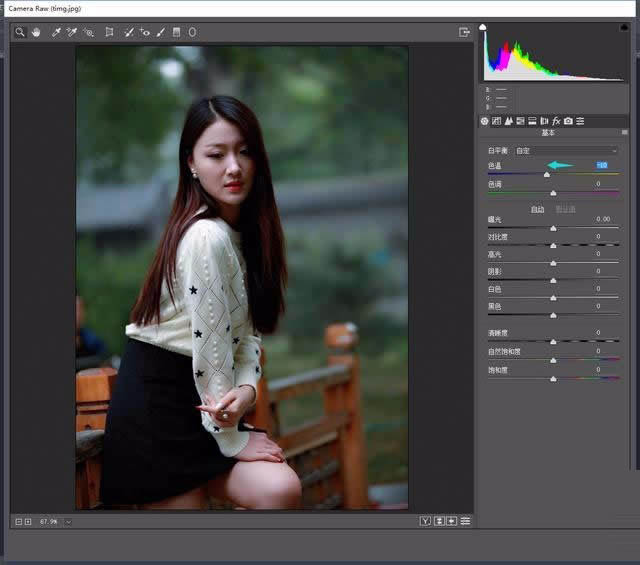 Camera Raw (timg.jpg)
R: ——
G: ——
B: ——
fx
基本
白平衡: 自定
色温 -10
色调 0
自动 默认值
曝光 0.00
对比度 0
高光 0
阴影 0
白色 0
黑色 0
清晰度 0
自然饱和度 0
饱和度 0
67.9%
Y